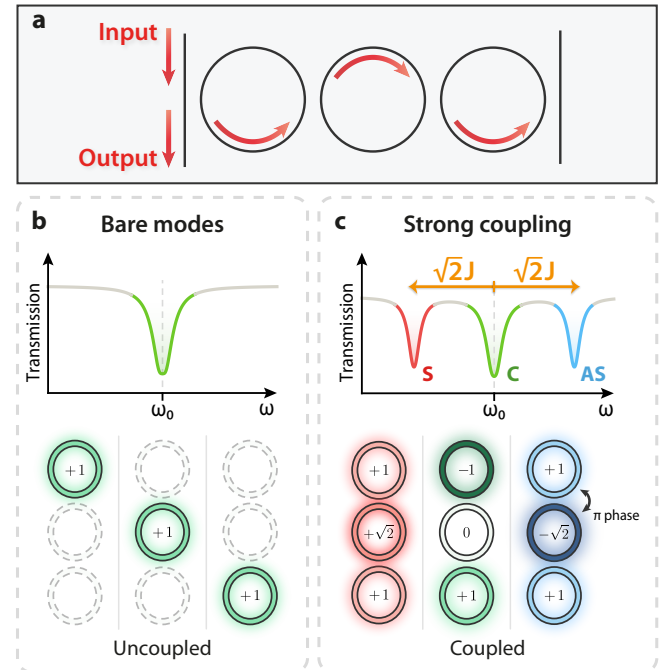 a
Input
Output
b Bare modes
Transmission
ω₀ ω
+1
+1
+1
Uncoupled
c Strong coupling
√2J √2J
Transmission
S C AS
ω₀ ω
+1 -1 +1
π phase
+√2 0 -√2
+1 +1 +1
Coupled